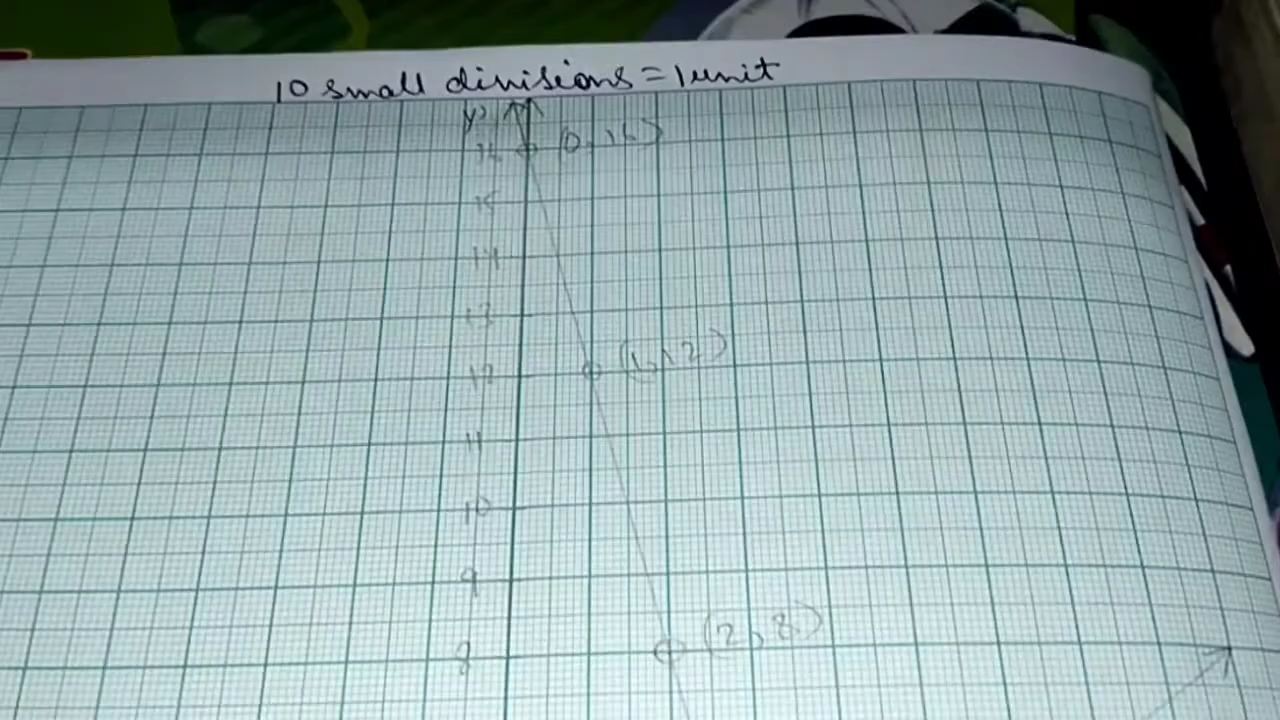 10 small divisions = 1 unit
y
16 (0, 16)
15
14
13
12 (1, 12)
11
10
9
8 (2, 8)